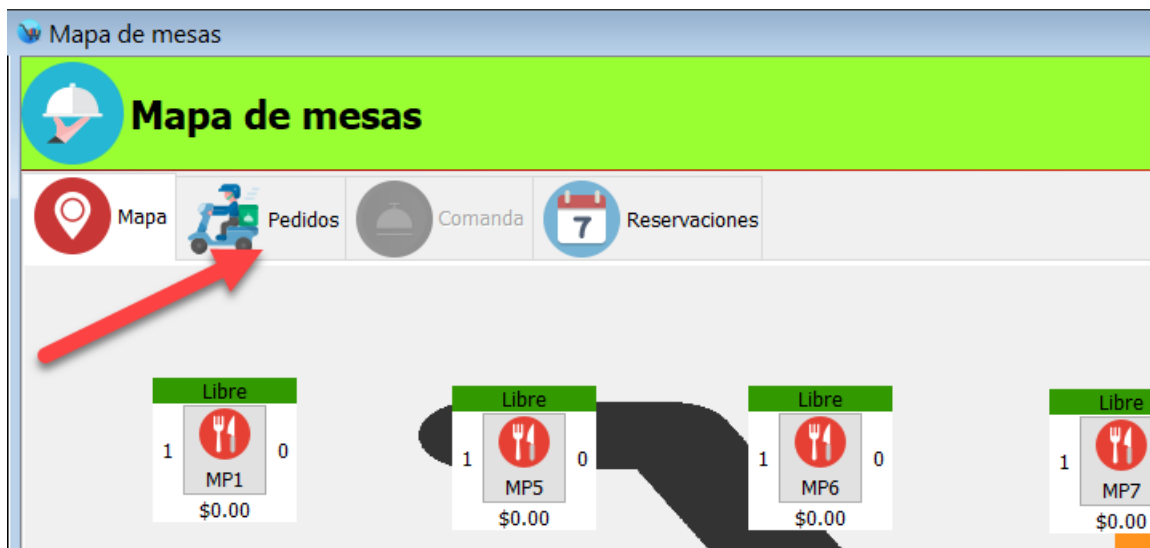 Mapa de mesas
Mapa de mesas
Mapa
Pedidos
Comanda
7
Reservaciones
Libre
1
0
MP1
$0.00
Libre
1
0
MP5
$0.00
Libre
1
0
MP6
$0.00
Libre
1
MP7
$0.00